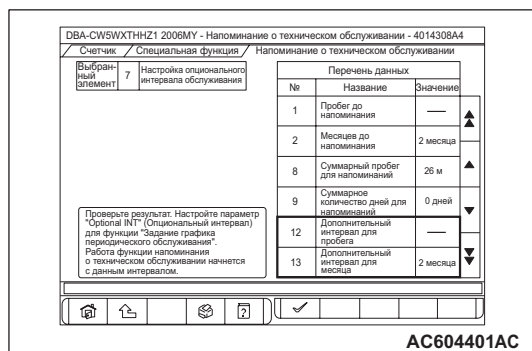 DBA-CW5WXTHHZ1 2006MY - Напоминание о техническом обслуживании - 4014308A4
Счетчик / Специальная функция / Напоминание о техническом обслуживании
Выбран-
ный
элемент
7
Настройка опционального
интервала обслуживания
Перечень данных
№ Название Значение
1
Пробег до
напоминания
—
2
Месяцев до
напоминания
2 месяца
8
Суммарный пробег
для напоминаний
26 м
9
Суммарное
количество дней для
напоминаний
0 дней
12
Дополнительный
интервал для
пробега
—
13
Дополнительный
интервал для
месяца
2 месяца
Проверьте результат. Настройте параметр
"Optional INT" (Опциональный интервал)
для функции "Задание графика
периодического обслуживания".
Работа функции напоминания
о техническом обслуживании начнется
с данным интервалом.
?
AC604401AC